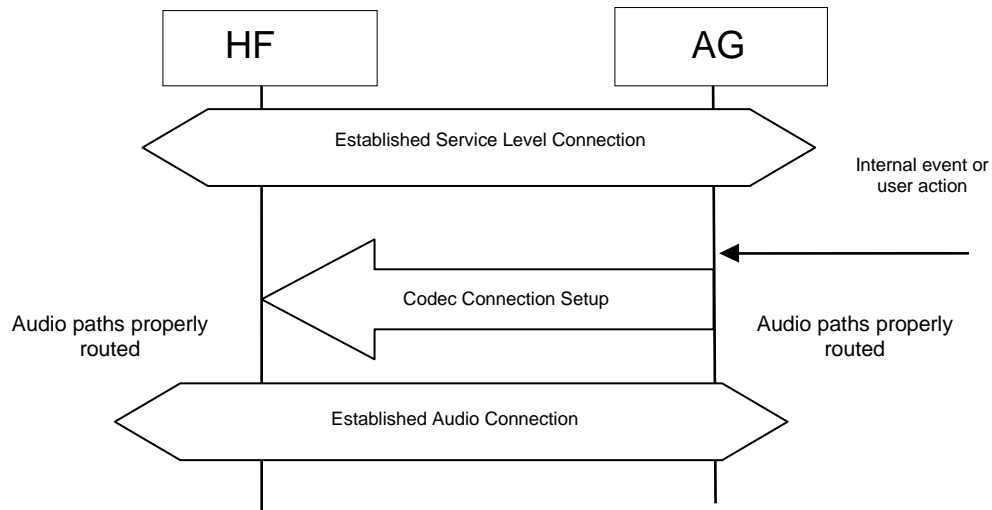 HF
AG
Established Service Level Connection
Internal event or
user action
Codec Connection Setup
Audio paths properly
routed
Audio paths properly
routed
Established Audio Connection